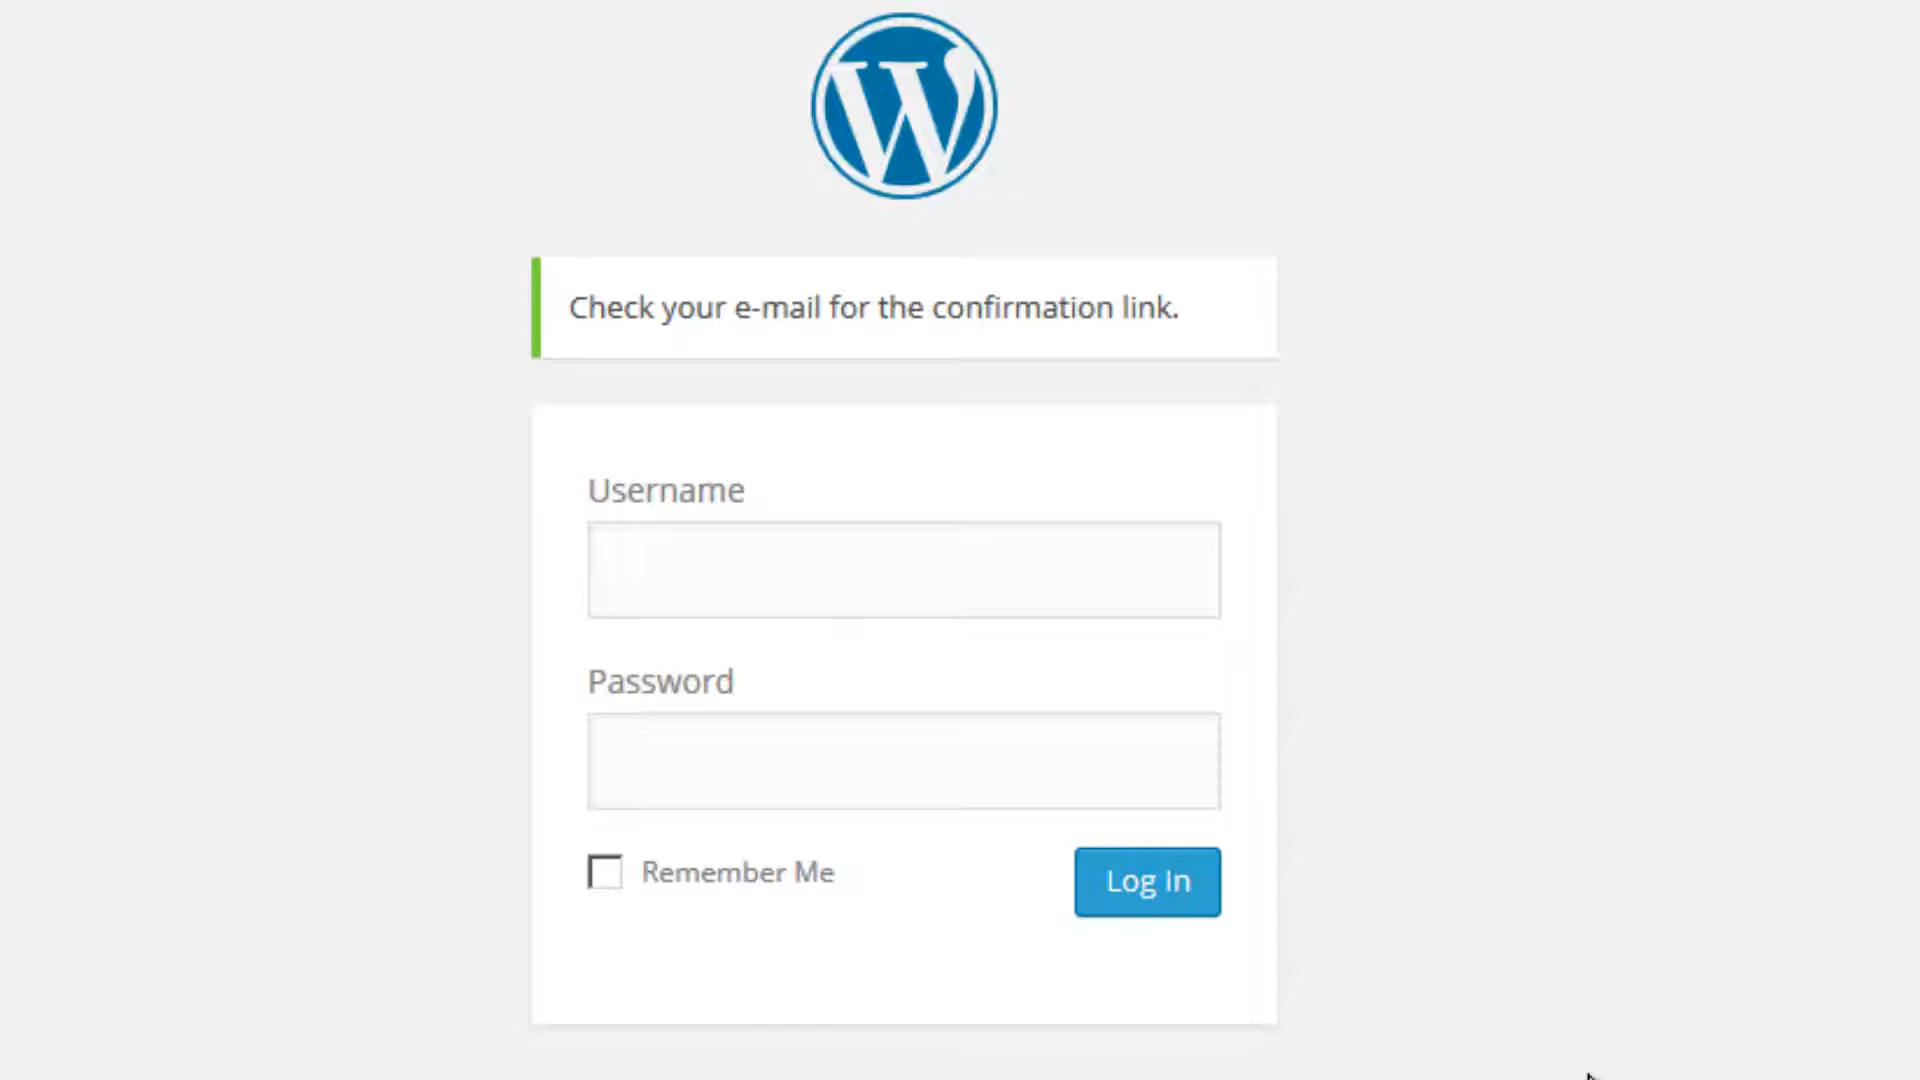 Check your e-mail for the confirmation link.
Username
Password
Remember Me
Log In